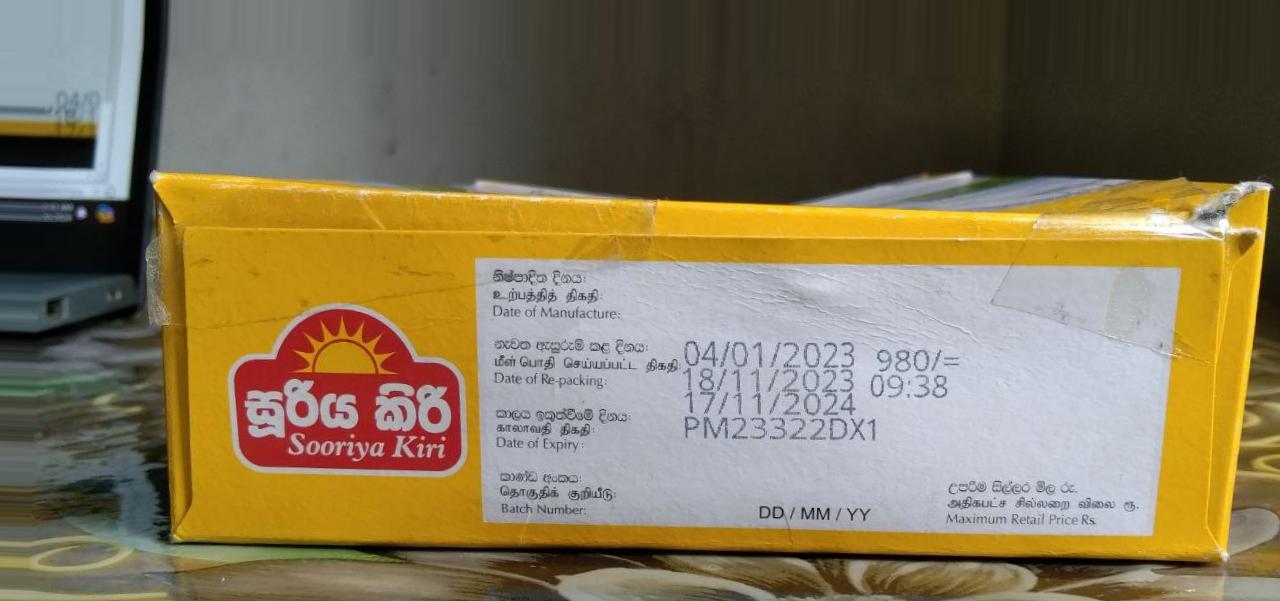 සූරිය කිරි
Sooriya Kiri
නිෂ්පාදිත දිනය:
உற்பத்தித் திகதி:
Date of Manufacture:
නැවත ඇසුරුම් කළ දිනය:
மீள் பொதி செய்யப்பட்ட திகதி:
Date of Re-packing:
කාලය ඉකුත්වීමේ දිනය:
காலாவதி திகதி:
Date of Expiry:
කාණ්ඩ අංකය:
தொகுதிக் குறியீடு:
Batch Number:
04/01/2023 980/=
18/11/2023 09:38
17/11/2024
PM23322DX1
DD / MM / YY
උපරිම සිල්ලර මිල රු.
அதிகபட்ச சில்லறை விலை ரூ.
Maximum Retail Price Rs.